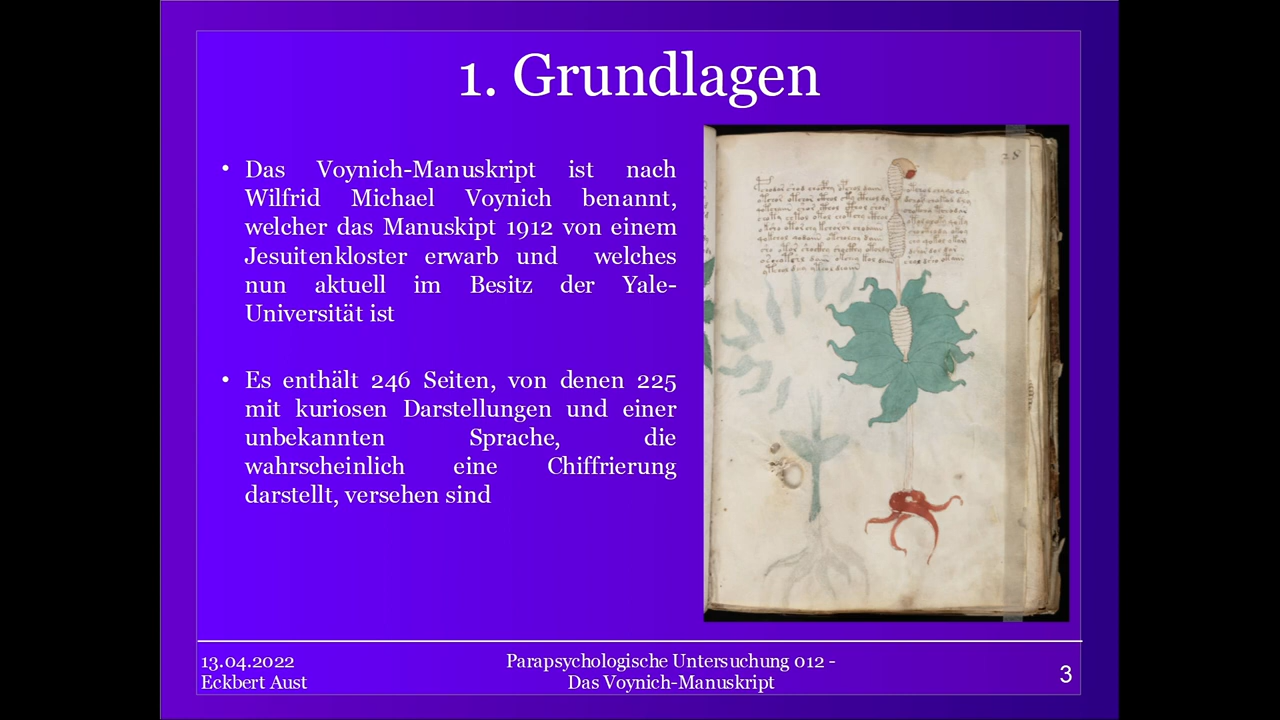 1. Grundlagen
• Das Voynich-Manuskript ist nach
Wilfrid Michael Voynich benannt,
welcher das Manuskipt 1912 von einem
Jesuitenkloster erwarb und welches
nun aktuell im Besitz der Yale-
Universität ist
• Es enthält 246 Seiten, von denen 225
mit kuriosen Darstellungen und einer
unbekannten Sprache, die
wahrscheinlich eine Chiffrierung
darstellt, versehen sind
28
13.04.2022
Eckbert Aust
Parapsychologische Untersuchung 012 -
Das Voynich-Manuskript
3